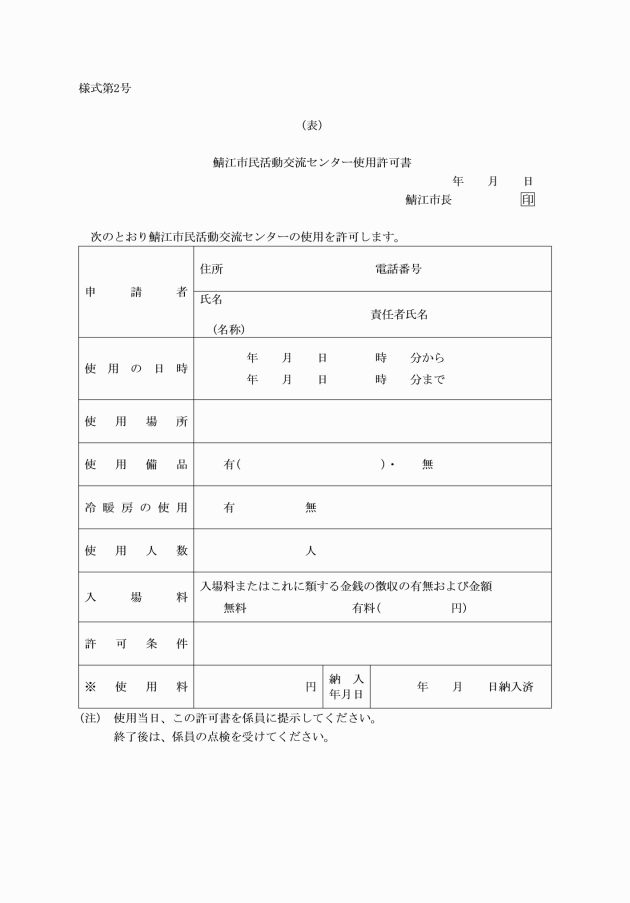 様式第2号
（表）
鯖江市民活動交流センター使用許可書
年　　月　　日
鯖江市長　　　　　　印
次のとおり鯖江市民活動交流センターの使用を許可します。
申　請　者
住所　　　　　　　　　　　　　電話番号
氏名
責任者氏名
（名称）
使用の日時
年　　月　　日　　　　時　　分から
年　　月　　日　　　　時　　分まで
使用場所
使用備品
有（　　　　　　　　　　　　）・　　無
冷暖房の使用
有　　　　　　無
使用人数
人
入　場　料
入場料またはこれに類する金銭の徴収の有無および金額
無料　　　　　　　　　有料（　　　　　　円）
許可条件
※　使　用　料
円
納　入
年月日
年　　月　　日納入済
（注）　使用当日、この許可書を係員に提示してください。
終了後は、係員の点検を受けてください。